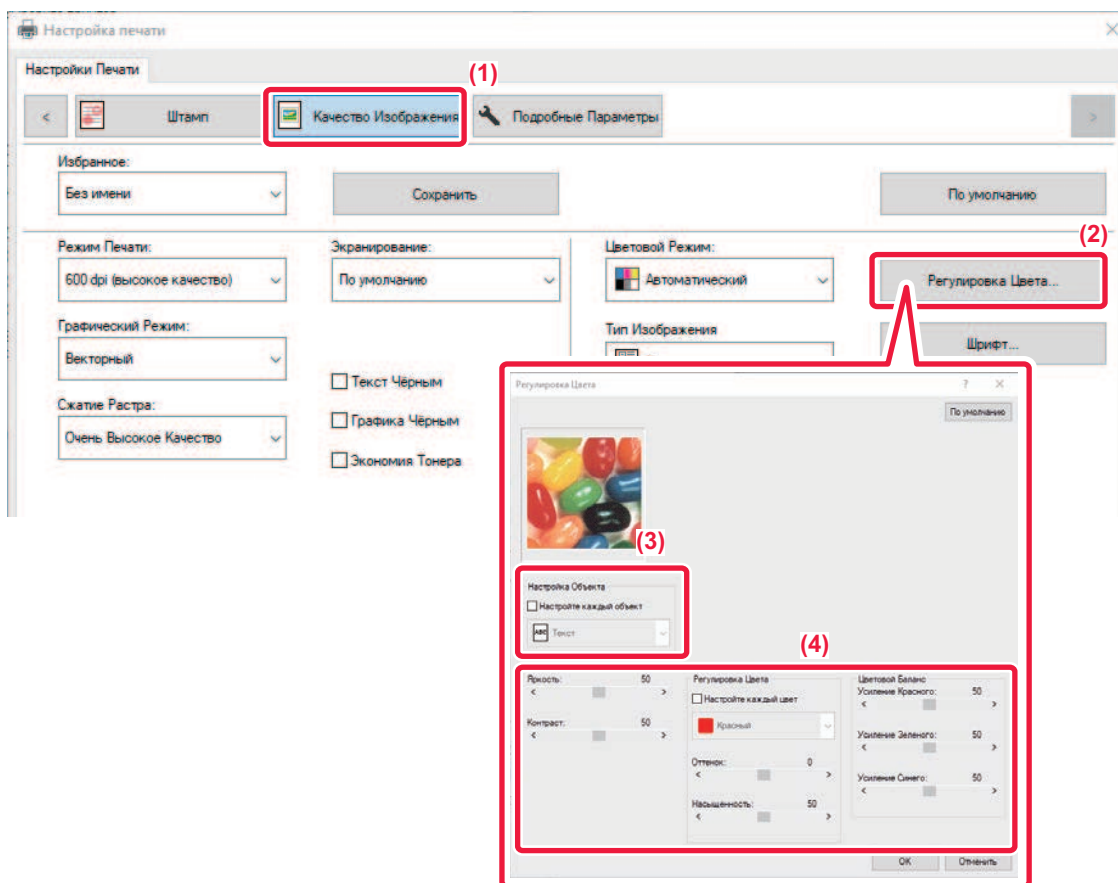 Настройка печати
Настройки Печати
(1)
<
Штамп
Качество Изображения
Подробные Параметры
>
Избранное:
Без имени
Сохранить
По умолчанию
(2)
Режим Печати:
Экранирование:
Цветовой Режим:
600 dpi (высокое качество)
По умолчанию
Автоматический
Регулировка Цвета...
Графический Режим:
Тип Изображения
Векторный
Шрифт...
Текст Чёрным
Сжатие Растра:
Графика Чёрным
Очень Высокое Качество
Экономия Тонера
Регулировка Цвета
?
По умолчанию
(3)
Настройка Объекта
Настройте каждый объект
ABC Текст
(4)
Яркость: 50
Регулировка Цвета
Цветовой Баланс
< >
Настройте каждый цвет
Усиление Красного: 50
< >
Контраст: 50
Красный
< >
Усиление Зеленого: 50
< >
Оттенок: 0
< >
Усиление Синего: 50
< >
Насыщенность: 50
< >
OK
Отменить